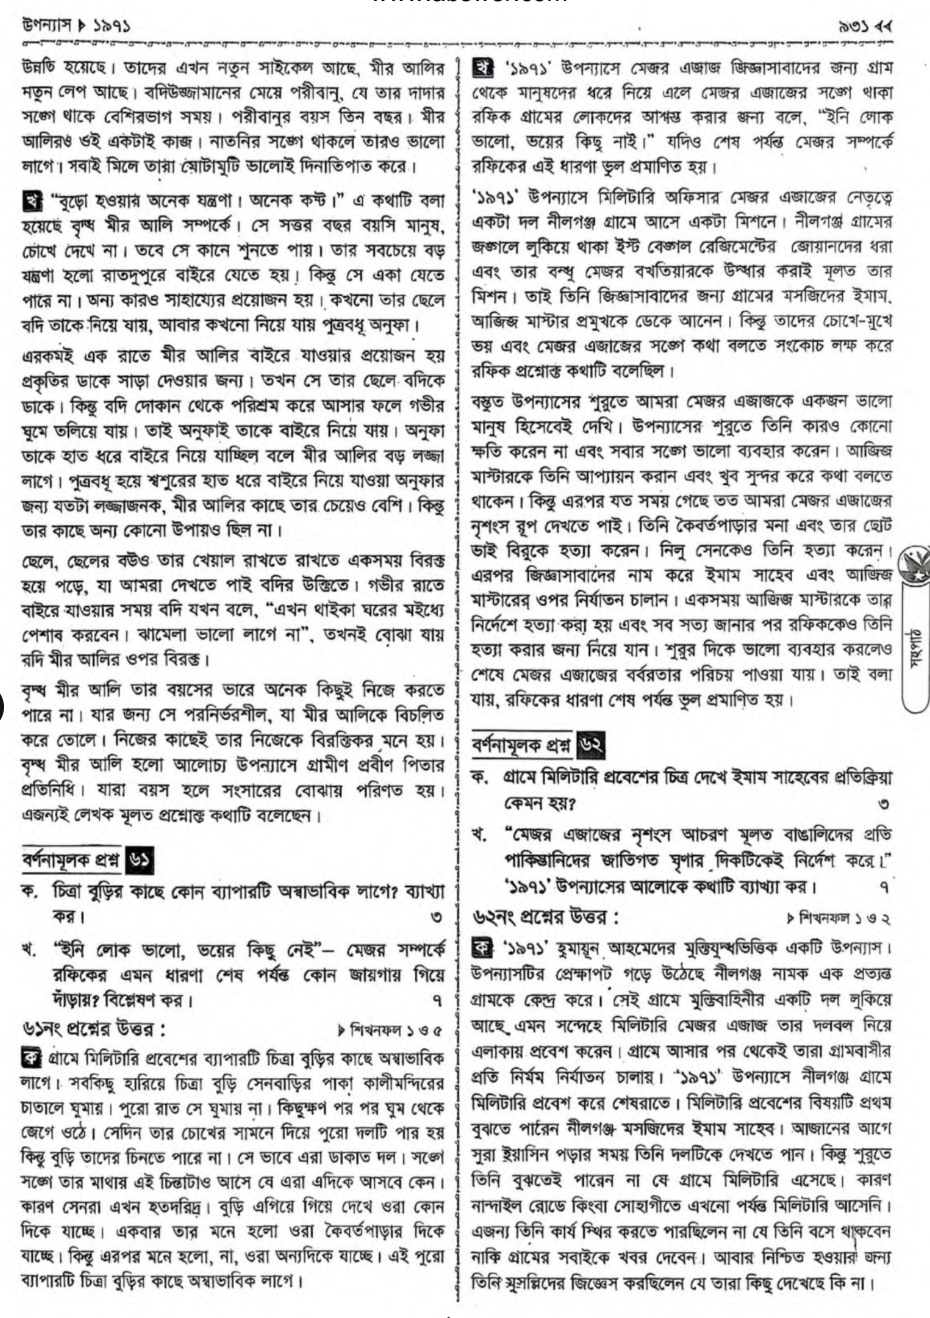 উপন্যাস ▶ ১৯৭১
৯৩১ ◀◀
উন্নতি হয়েছে। তাদের এখন নতুন সাইকেল আছে, মীর আলির
নতুন লেপ আছে। বদিউজ্জামানের মেয়ে পরীবানু, যে তার দাদার
সঙ্গে থাকে বেশিরভাগ সময়। পরীবানুর বয়স তিন বছর। মীর
আলিরও ওই একটাই কাজ। নাতনির সঙ্গে থাকলে তারও ভালো
লাগে। সবাই মিলে তারা মোটামুটি ভালোই দিনাতিপাত করে।
খ “বুড়ো হওয়ার অনেক যন্ত্রণা। অনেক কষ্ট।” এ কথাটি বলা
হয়েছে বৃদ্ধ মীর আলি সম্পর্কে। সে সত্তর বছর বয়সি মানুষ,
চোখে দেখে না। তবে সে কানে শুনতে পায়। তার সবচেয়ে বড়
যন্ত্রণা হলো রাতদুপুরে বাইরে যেতে হয়। কিন্তু সে একা যেতে
পারে না। অন্য কারও সাহায্যের প্রয়োজন হয়। কখনো তার ছেলে
বদি তাকে নিয়ে যায়, আবার কখনো নিয়ে যায় পুত্রবধূ অনুফা।
এরকমই এক রাতে মীর আলির বাইরে যাওয়ার প্রয়োজন হয়
প্রকৃতির ডাকে সাড়া দেওয়ার জন্য। তখন সে তার ছেলে বদিকে
ডাকে। কিন্তু বদি দোকান থেকে পরিশ্রম করে আসার ফলে গভীর
ঘুমে তলিয়ে যায়। তাই অনুফাই তাকে বাইরে নিয়ে যায়। অনুফা
তাকে হাত ধরে বাইরে নিয়ে যাচ্ছিল বলে মীর আলির বড় লজ্জা
লাগে। পুত্রবধূ হয়ে শ্বশুরের হাত ধরে বাইরে নিয়ে যাওয়া অনুফার
জন্য যতটা লজ্জাজনক, মীর আলির কাছে তার চেয়েও বেশি। কিন্তু
তার কাছে অন্য কোনো উপায়ও ছিল না।
ছেলে, ছেলের বউও তার খেয়াল রাখতে রাখতে একসময় বিরক্ত
হয়ে পড়ে, যা আমরা দেখতে পাই বদির উক্তিতে। গভীর রাতে
বাইরে যাওয়ার সময় বদি যখন বলে, “এখন থাইকা ঘরের মইধ্যে
পেশাব করবেন। ঝামেলা ভালো লাগে না”, তখনই বোঝা যায়
বদি মীর আলির ওপর বিরক্ত।
বৃদ্ধ মীর আলি তার বয়সের ভারে অনেক কিছুই নিজে করতে
পারে না। যার জন্য সে পরনির্ভরশীল, যা মীর আলিকে বিচলিত
করে তোলে। নিজের কাছেই তার নিজেকে বিরক্তিকর মনে হয়।
বৃদ্ধ মীর আলি হলো আলোচ্য উপন্যাসে গ্রামীণ প্রবীণ পিতার
প্রতিনিধি। যারা বয়স হলে সংসারের বোঝায় পরিণত হয়।
এজন্যই লেখক মূলত প্রশ্নোক্ত কথাটি বলেছেন।
বর্ণনামূলক প্রশ্ন ৬১
ক. চিত্রা বুড়ির কাছে কোন ব্যাপারটি অস্বাভাবিক লাগে? ব্যাখ্যা
কর। ৩
খ. “ইনি লোক ভালো, ভয়ের কিছু নেই”— মেজর সম্পর্কে
রফিকের এমন ধারণা শেষ পর্যন্ত কোন জায়গায় গিয়ে
দাঁড়ায়? বিশ্লেষণ কর। ৭
৬১নং প্রশ্নের উত্তর : ▶ শিখনফল ১ ও ৫
ক গ্রামে মিলিটারি প্রবেশের ব্যাপারটি চিত্রা বুড়ির কাছে অস্বাভাবিক
লাগে। সবকিছু হারিয়ে চিত্রা বুড়ি সেনবাড়ির পাকা কালীমন্দিরের
চাতালে ঘুমায়। পুরো রাত সে ঘুমায় না। কিছুক্ষণ পর পর ঘুম থেকে
জেগে ওঠে। সেদিন তার চোখের সামনে দিয়ে পুরো দলটি পার হয়
কিন্তু বুড়ি তাদের চিনতে পারে না। সে ভাবে এরা ডাকাত দল। সঙ্গে
সঙ্গে তার মাথায় এই চিন্তাটাও আসে যে এরা এদিকে আসবে কেন।
কারণ সেনরা এখন হতদরিদ্র। বুড়ি এগিয়ে গিয়ে দেখে ওরা কোন
দিকে যাচ্ছে। একবার তার মনে হলো ওরা কৈবর্তপাড়ার দিকে
যাচ্ছে। কিন্তু এরপর মনে হলো, না, ওরা অন্যদিকে যাচ্ছে। এই পুরো
ব্যাপারটি চিত্রা বুড়ির কাছে অস্বাভাবিক লাগে।
খ ‘১৯৭১’ উপন্যাসে মেজর এজাজ জিজ্ঞাসাবাদের জন্য গ্রাম
থেকে মানুষদের ধরে নিয়ে এলে মেজর এজাজের সঙ্গে থাকা
রফিক গ্রামের লোকদের আশ্বস্ত করার জন্য বলে, “ইনি লোক
ভালো, ভয়ের কিছু নাই।” যদিও শেষ পর্যন্ত মেজর সম্পর্কে
রফিকের এই ধারণা ভুল প্রমাণিত হয়।
‘১৯৭১’ উপন্যাসে মিলিটারি অফিসার মেজর এজাজের নেতৃত্বে
একটা দল নীলগঞ্জ গ্রামে আসে একটা মিশনে। নীলগঞ্জ গ্রামের
জঙ্গলে লুকিয়ে থাকা ইস্ট বেঙ্গল রেজিমেন্টের জোয়ানদের ধরা
এবং তার বন্ধু মেজর বখতিয়ারকে উদ্ধার করাই মূলত তার
মিশন। তাই তিনি জিজ্ঞাসাবাদের জন্য গ্রামের মসজিদের ইমাম,
আজিজ মাস্টার প্রমুখকে ডেকে আনেন। কিন্তু তাদের চোখে-মুখে
ভয় এবং মেজর এজাজের সঙ্গে কথা বলতে সংকোচ লক্ষ করে
রফিক প্রশ্নোক্ত কথাটি বলেছিল।
বস্তুত উপন্যাসের শুরুতে আমরা মেজর এজাজকে একজন ভালো
মানুষ হিসেবেই দেখি। উপন্যাসের শুরুতে তিনি কারও কোনো
ক্ষতি করেন না এবং সবার সঙ্গে ভালো ব্যবহার করেন। আজিজ
মাস্টারকে তিনি আপ্যায়ন করান এবং খুব সুন্দর করে কথা বলতে
থাকেন। কিন্তু এরপর যত সময় গেছে তত আমরা মেজর এজাজের
নৃশংস রূপ দেখতে পাই। তিনি কৈবর্তপাড়ার মনা এবং তার ছোট
ভাই বিরুকে হত্যা করেন। নিলু সেনকেও তিনি হত্যা করেন।
এরপর জিজ্ঞাসাবাদের নাম করে ইমাম সাহেব এবং আজিজ
মাস্টারের ওপর নির্যাতন চালান। একসময় আজিজ মাস্টারকে তার
নির্দেশে হত্যা করা হয় এবং সব সত্য জানার পর রফিককেও তিনি
হত্যা করার জন্য নিয়ে যান। শুরুর দিকে ভালো ব্যবহার করলেও
শেষে মেজর এজাজের বর্বরতার পরিচয় পাওয়া যায়। তাই বলা
যায়, রফিকের ধারণা শেষ পর্যন্ত ভুল প্রমাণিত হয়।
বর্ণনামূলক প্রশ্ন ৬২
ক. গ্রামে মিলিটারি প্রবেশের চিত্র দেখে ইমাম সাহেবের প্রতিক্রিয়া
কেমন হয়? ৩
খ. “মেজর এজাজের নৃশংস আচরণ মূলত বাঙালিদের প্রতি
পাকিস্তানিদের জাতিগত ঘৃণার দিকটিকেই নির্দেশ করে।”
‘১৯৭১’ উপন্যাসের আলোকে কথাটি ব্যাখ্যা কর। ৭
৬২নং প্রশ্নের উত্তর : ▶ শিখনফল ১ ও ২
ক ‘১৯৭১’ হুমায়ূন আহমেদের মুক্তিযুদ্ধভিত্তিক একটি উপন্যাস।
উপন্যাসটির প্রেক্ষাপট গড়ে উঠেছে নীলগঞ্জ নামক এক প্রত্যন্ত
গ্রামকে কেন্দ্র করে। সেই গ্রামে মুক্তিবাহিনীর একটি দল লুকিয়ে
আছে এমন সন্দেহে মিলিটারি মেজর এজাজ তার দলবল নিয়ে
এলাকায় প্রবেশ করেন। গ্রামে আসার পর থেকেই তারা গ্রামবাসীর
প্রতি নির্মম নির্যাতন চালায়। ‘১৯৭১’ উপন্যাসে নীলগঞ্জ গ্রামে
মিলিটারি প্রবেশ করে শেষরাতে। মিলিটারি প্রবেশের বিষয়টি প্রথম
বুঝতে পারেন নীলগঞ্জ মসজিদের ইমাম সাহেব। আজানের আগে
সুরা ইয়াসিন পড়ার সময় তিনি দলটিকে দেখতে পান। কিন্তু শুরুতে
তিনি বুঝতেই পারেন না যে গ্রামে মিলিটারি এসেছে। কারণ
নান্দাইল রোডে কিংবা সোহাগীতে এখনো পর্যন্ত মিলিটারি আসেনি।
এজন্য তিনি কার্য স্থির করতে পারছিলেন না যে তিনি বসে থাকবেন
নাকি গ্রামের সবাইকে খবর দেবেন। আবার নিশ্চিত হওয়ার জন্য
তিনি মুসল্লিদের জিজ্ঞেস করছিলেন যে তারা কিছু দেখেছে কি না।
সহপাঠ